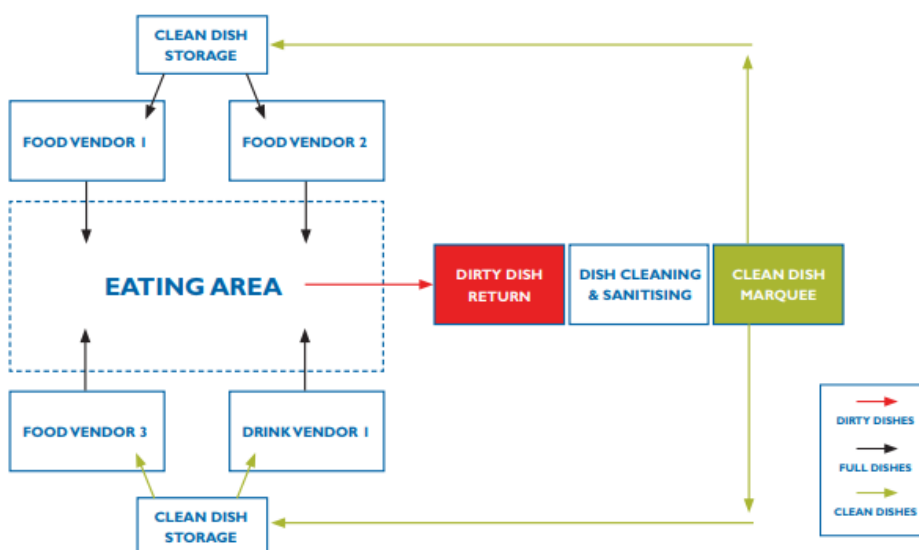 CLEAN DISH
STORAGE
FOOD VENDOR 1
FOOD VENDOR 2
EATING AREA
DIRTY DISH
RETURN
DISH CLEANING
& SANITISING
CLEAN DISH
MARQUEE
FOOD VENDOR 3
DRINK VENDOR 1
CLEAN DISH
STORAGE
DIRTY DISHES
FULL DISHES
CLEAN DISHES